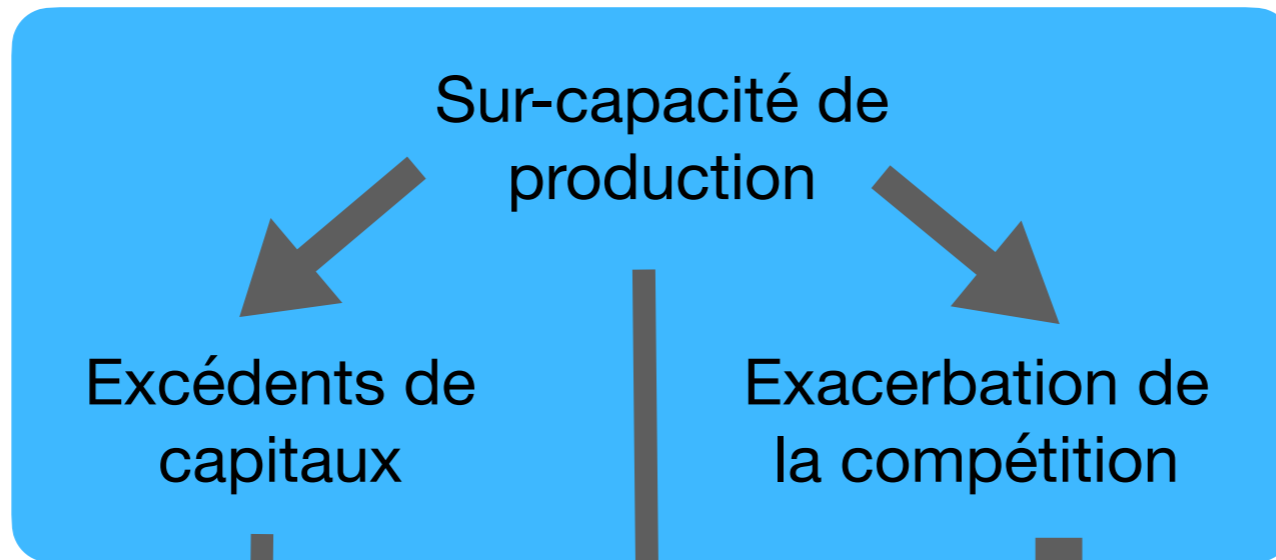 Sur-capacité de
production
Excédents de
capitaux
Exacerbation de
la compétition